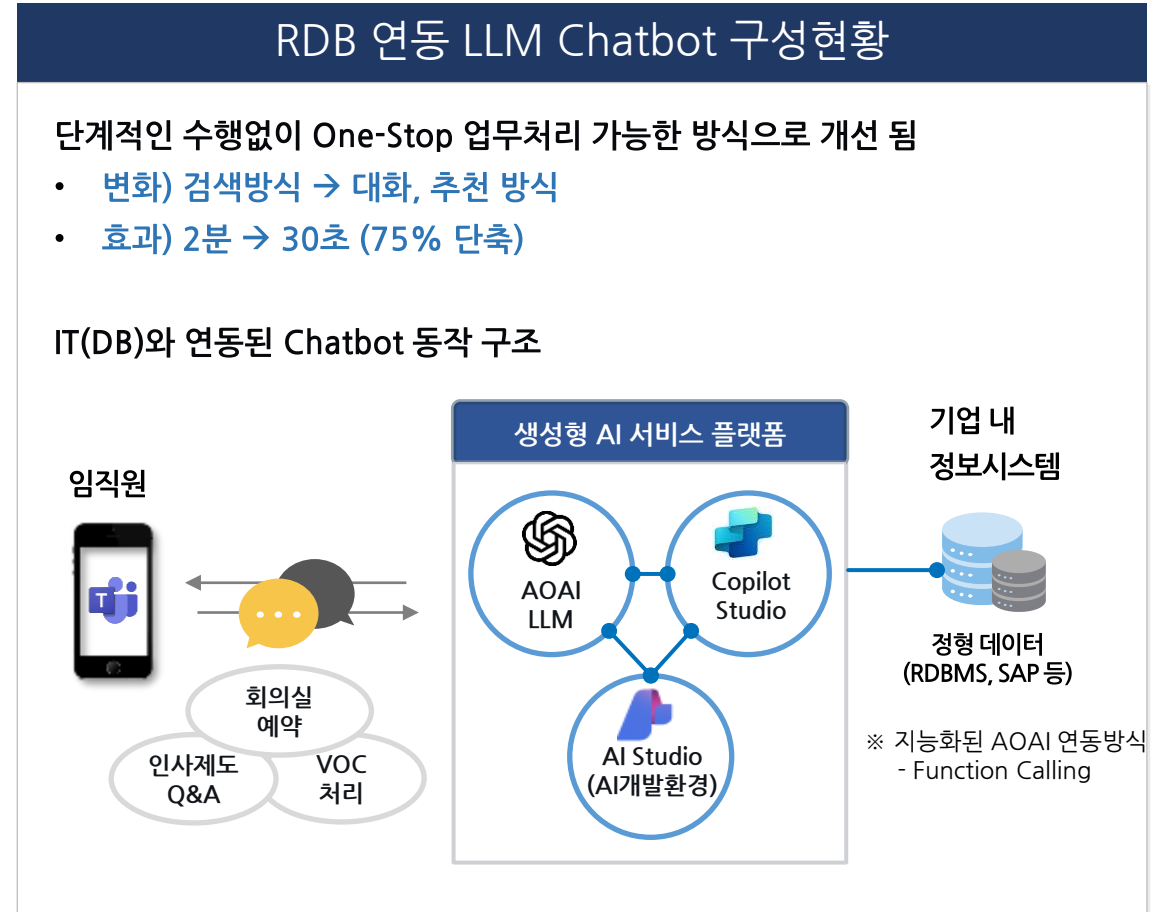 RDB 연동 LLM Chatbot 구성현황
단계적인 수행없이 One-Stop 업무처리 가능한 방식으로 개선 됨
• 변화) 검색방식 → 대화, 추천 방식
• 효과) 2분 → 30초 (75% 단축)
IT(DB)와 연동된 Chatbot 동작 구조
임직원
T
회의실
예약
인사제도
Q&A
VOC
처리
생성형 AI 서비스 플랫폼
AOAI
LLM
Copilot
Studio
AI Studio
(AI개발환경)
기업 내
정보시스템
정형 데이터
(RDBMS, SAP 등)
※ 지능화된 AOAI 연동방식
- Function Calling